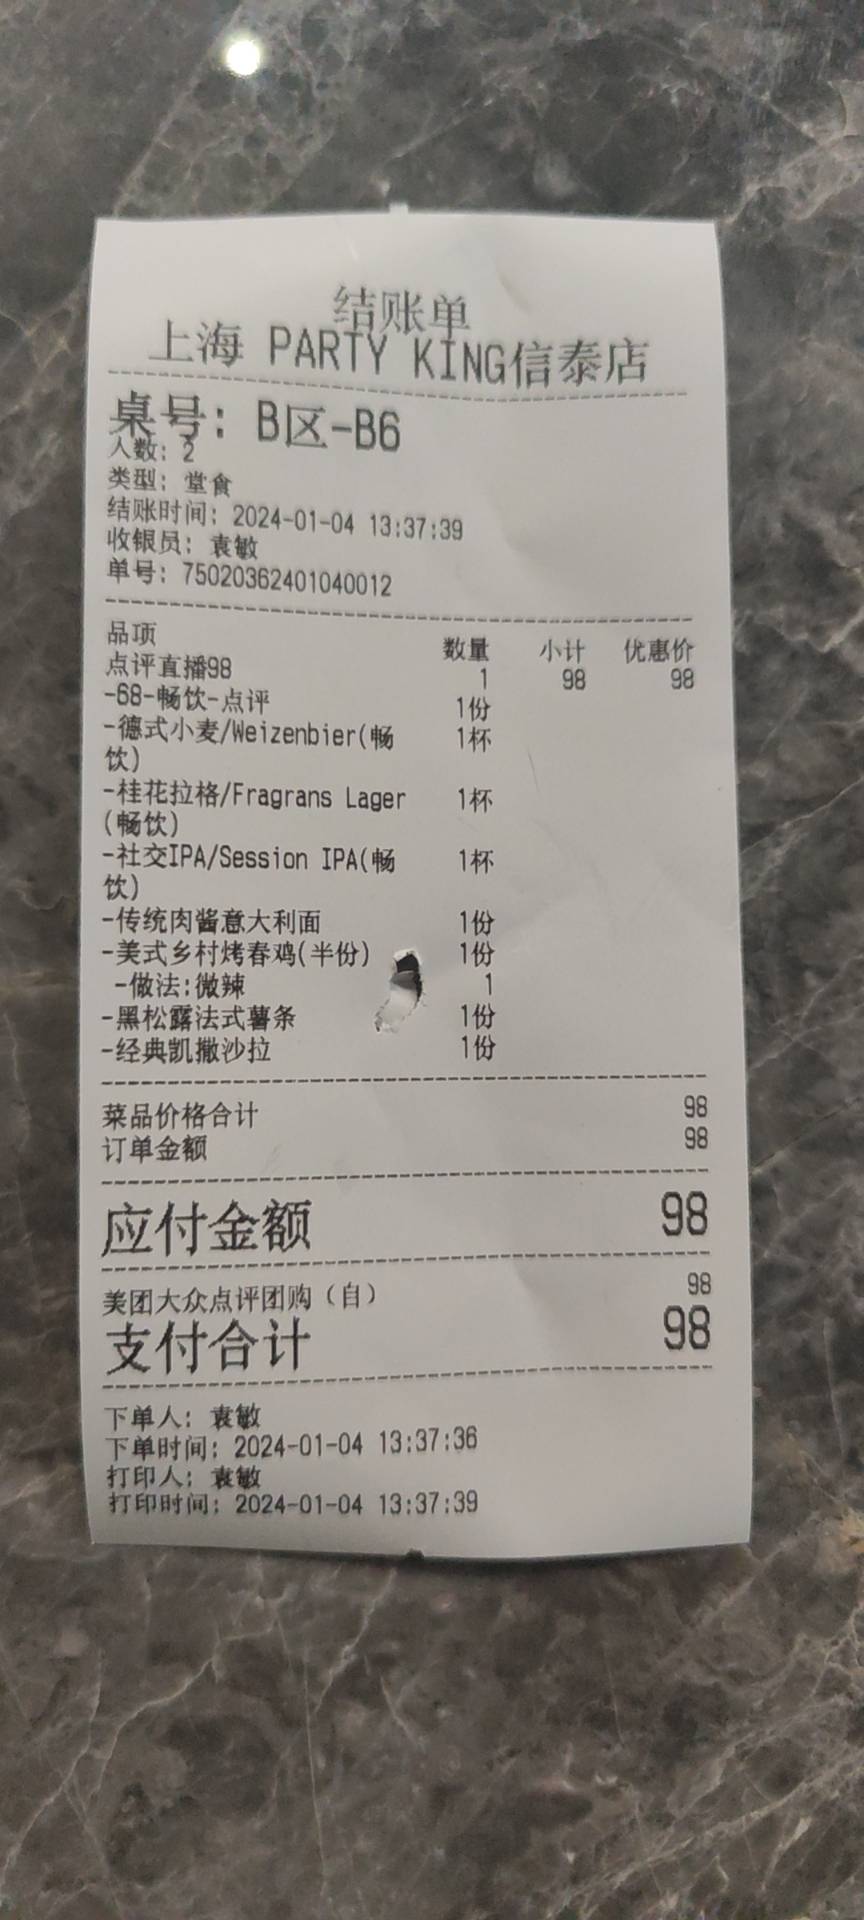 结账单
上海 PARTY KING信泰店
桌号: B区-B6
人数: 2
类型: 堂食
结账时间: 2024-01-04 13:37:39
收银员: 袁敏
单号: 75020362401040012
品项 数量 小计 优惠价
点评直播98 1 98 98
-68-畅饮-点评 1份
-德式小麦/Weizenbier(畅 1杯
饮)
-桂花拉格/Fragrans Lager 1杯
(畅饮)
-社交IPA/Session IPA(畅 1杯
饮)
-传统肉酱意大利面 1份
-美式乡村烤春鸡(半份) 1份
-做法:微辣 1
-黑松露法式薯条 1份
-经典凯撒沙拉 1份
菜品价格合计 98
订单金额 98
应付金额 98
美团大众点评团购（自） 98
支付合计 98
下单人: 袁敏
下单时间: 2024-01-04 13:37:36
打印人: 袁敏
打印时间: 2024-01-04 13:37:39